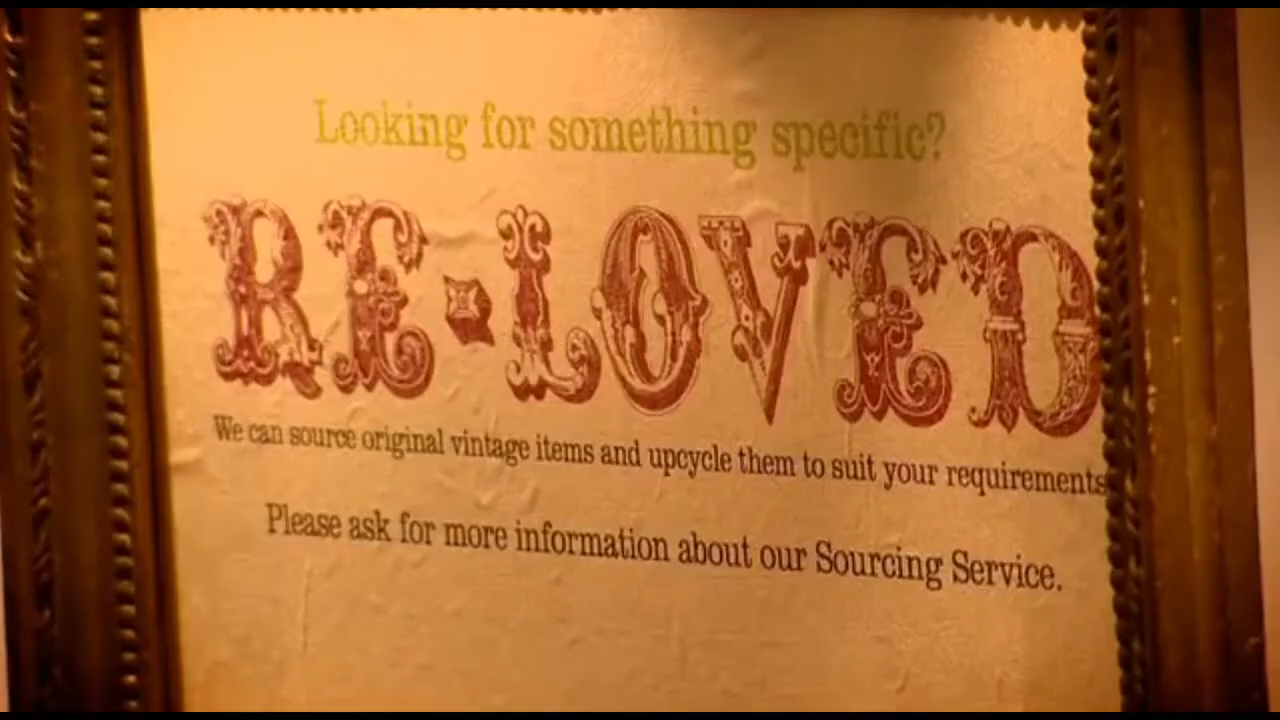 Looking for something specific?
RE-LOVED
We can source original vintage items and upcycle them to suit your requirements
Please ask for more information about our Sourcing Service.